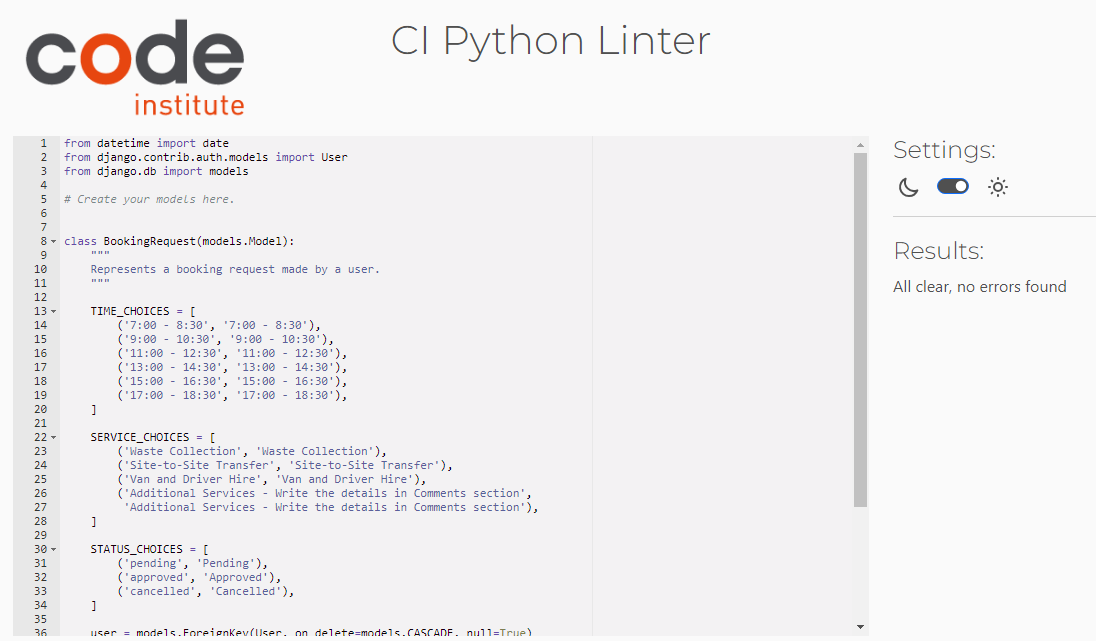 code
institute
CI Python Linter
1 from datetime import date
2 from django.contrib.auth.models import User
3 from django.db import models
4
5 # Create your models here.
6
7
8 class BookingRequest(models.Model):
9     """
10     Represents a booking request made by a user.
11     """
12
13     TIME_CHOICES = [
14         ('7:00 - 8:30', '7:00 - 8:30'),
15         ('9:00 - 10:30', '9:00 - 10:30'),
16         ('11:00 - 12:30', '11:00 - 12:30'),
17         ('13:00 - 14:30', '13:00 - 14:30'),
18         ('15:00 - 16:30', '15:00 - 16:30'),
19         ('17:00 - 18:30', '17:00 - 18:30'),
20     ]
21
22     SERVICE_CHOICES = [
23         ('Waste Collection', 'Waste Collection'),
24         ('Site-to-Site Transfer', 'Site-to-Site Transfer'),
25         ('Van and Driver Hire', 'Van and Driver Hire'),
26         ('Additional Services - Write the details in Comments section',
27          'Additional Services - Write the details in Comments section'),
28     ]
29
30     STATUS_CHOICES = [
31         ('pending', 'Pending'),
32         ('approved', 'Approved'),
33         ('cancelled', 'Cancelled'),
34     ]
35
36     user = models.ForeignKey(User, on_delete=models.CASCADE, null=True)
Settings:
Results:
All clear, no errors found